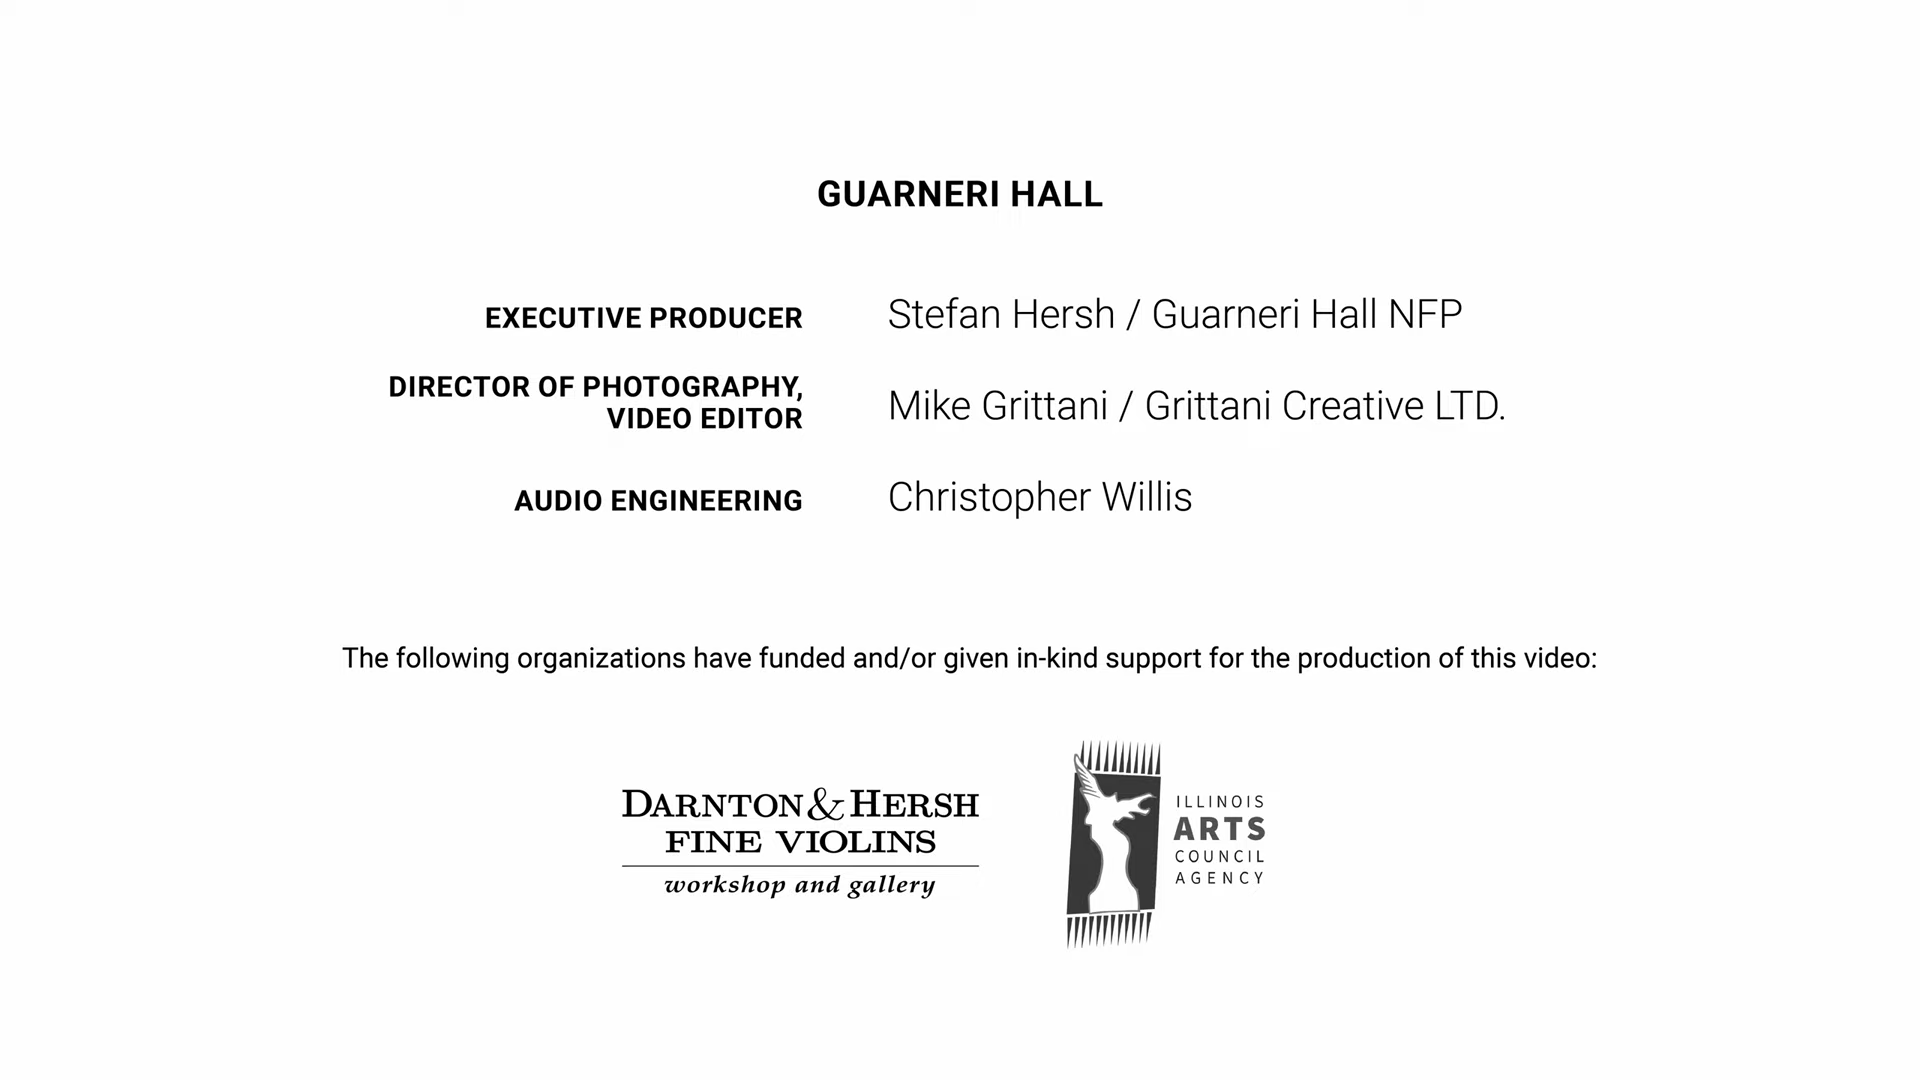 GUARNERI HALL
EXECUTIVE PRODUCER Stefan Hersh / Guarneri Hall NFP
DIRECTOR OF PHOTOGRAPHY,
VIDEO EDITOR Mike Grittani / Grittani Creative LTD.
AUDIO ENGINEERING Christopher Willis
The following organizations have funded and/or given in-kind support for the production of this video:
DARNTON & HERSH
FINE VIOLINS
workshop and gallery
ILLINOIS
ARTS
COUNCIL
AGENCY